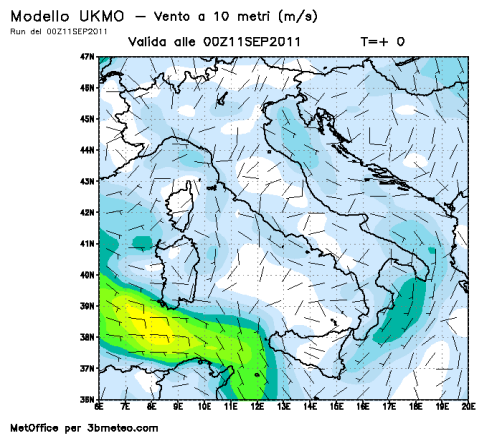 Modello UKMO – Vento a 10 metri (m/s)
Run del 00Z11SEP2011
Valida alle 00Z11SEP2011 T=+ 0
47N
46N
45N
44N
43N
42N
41N
40N
39N
38N
37N
36N
6E 7E 8E 9E 10E 11E 12E 13E 14E 15E 16E 17E 18E 19E 20E
MetOffice per 3bmeteo.com